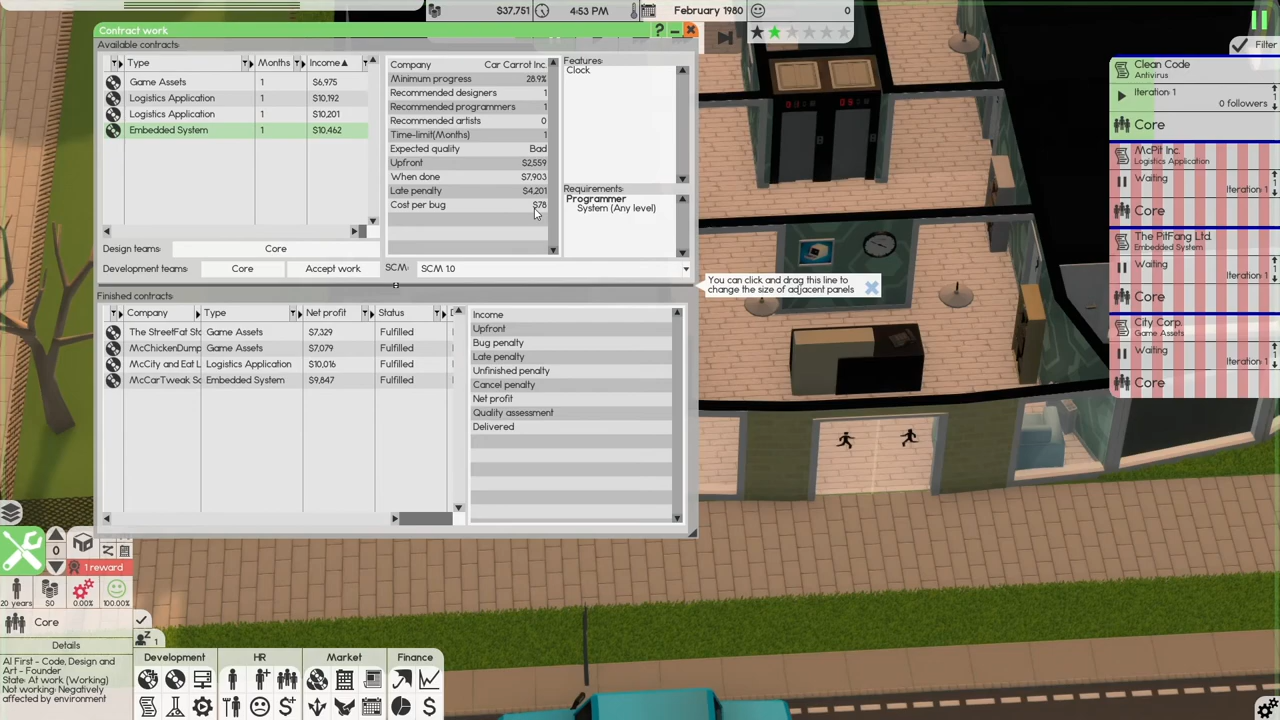 $37,751
4:53 PM
February 1980
0
Filter
Contract work
?
Available contracts:
Type Months Income
Game Assets 1 $6,975
Logistics Application 1 $10,192
Logistics Application 1 $10,201
Embedded System 1 $10,462
Company Car Carrot Inc.
Minimum progress 28.9%
Recommended designers
Recommended programmers 1
Recommended artists 0
Time-limit(Months) 1
Expected quality Bad
Upfront $2,559
When done $7,903
Late penalty $4,201
Cost per bug $78
Features:
Clock
Requirements:
Programmer
System (Any level)
Design teams: Core
Development teams: Core Accept work SCM: SCM 1.0
You can click and drag this line to
change the size of adjacent panels
Finished contracts:
Company Type Net profit Status
The StreetFat Sto Game Assets $7,329 Fulfilled
McChickenDump Game Assets $7,079 Fulfilled
McCity and Eat L Logistics Application $10,016 Fulfilled
McCarTweak So Embedded System $9,847 Fulfilled
Income
Upfront
Bug penalty
Late penalty
Unfinished penalty
Cancel penalty
Net profit
Quality assessment
Delivered
Clean Code
Antivirus
Iteration 1
1
0 followers
Core
McPit Inc.
Logistics Application
Waiting
Iteration 1
Core
The PitFang Ltd.
Embedded System
Waiting
Iteration 1
Core
City Corp.
Game Assets
Waiting
Iteration 1
Core
0
1 reward
20 years $0 0.00% 100.00%
Core
Details
AI First - Code, Design and
Art - Founder
State: At work (Working)
Not working: Negatively
affected by environment
Z 1
Development HR Market Finance